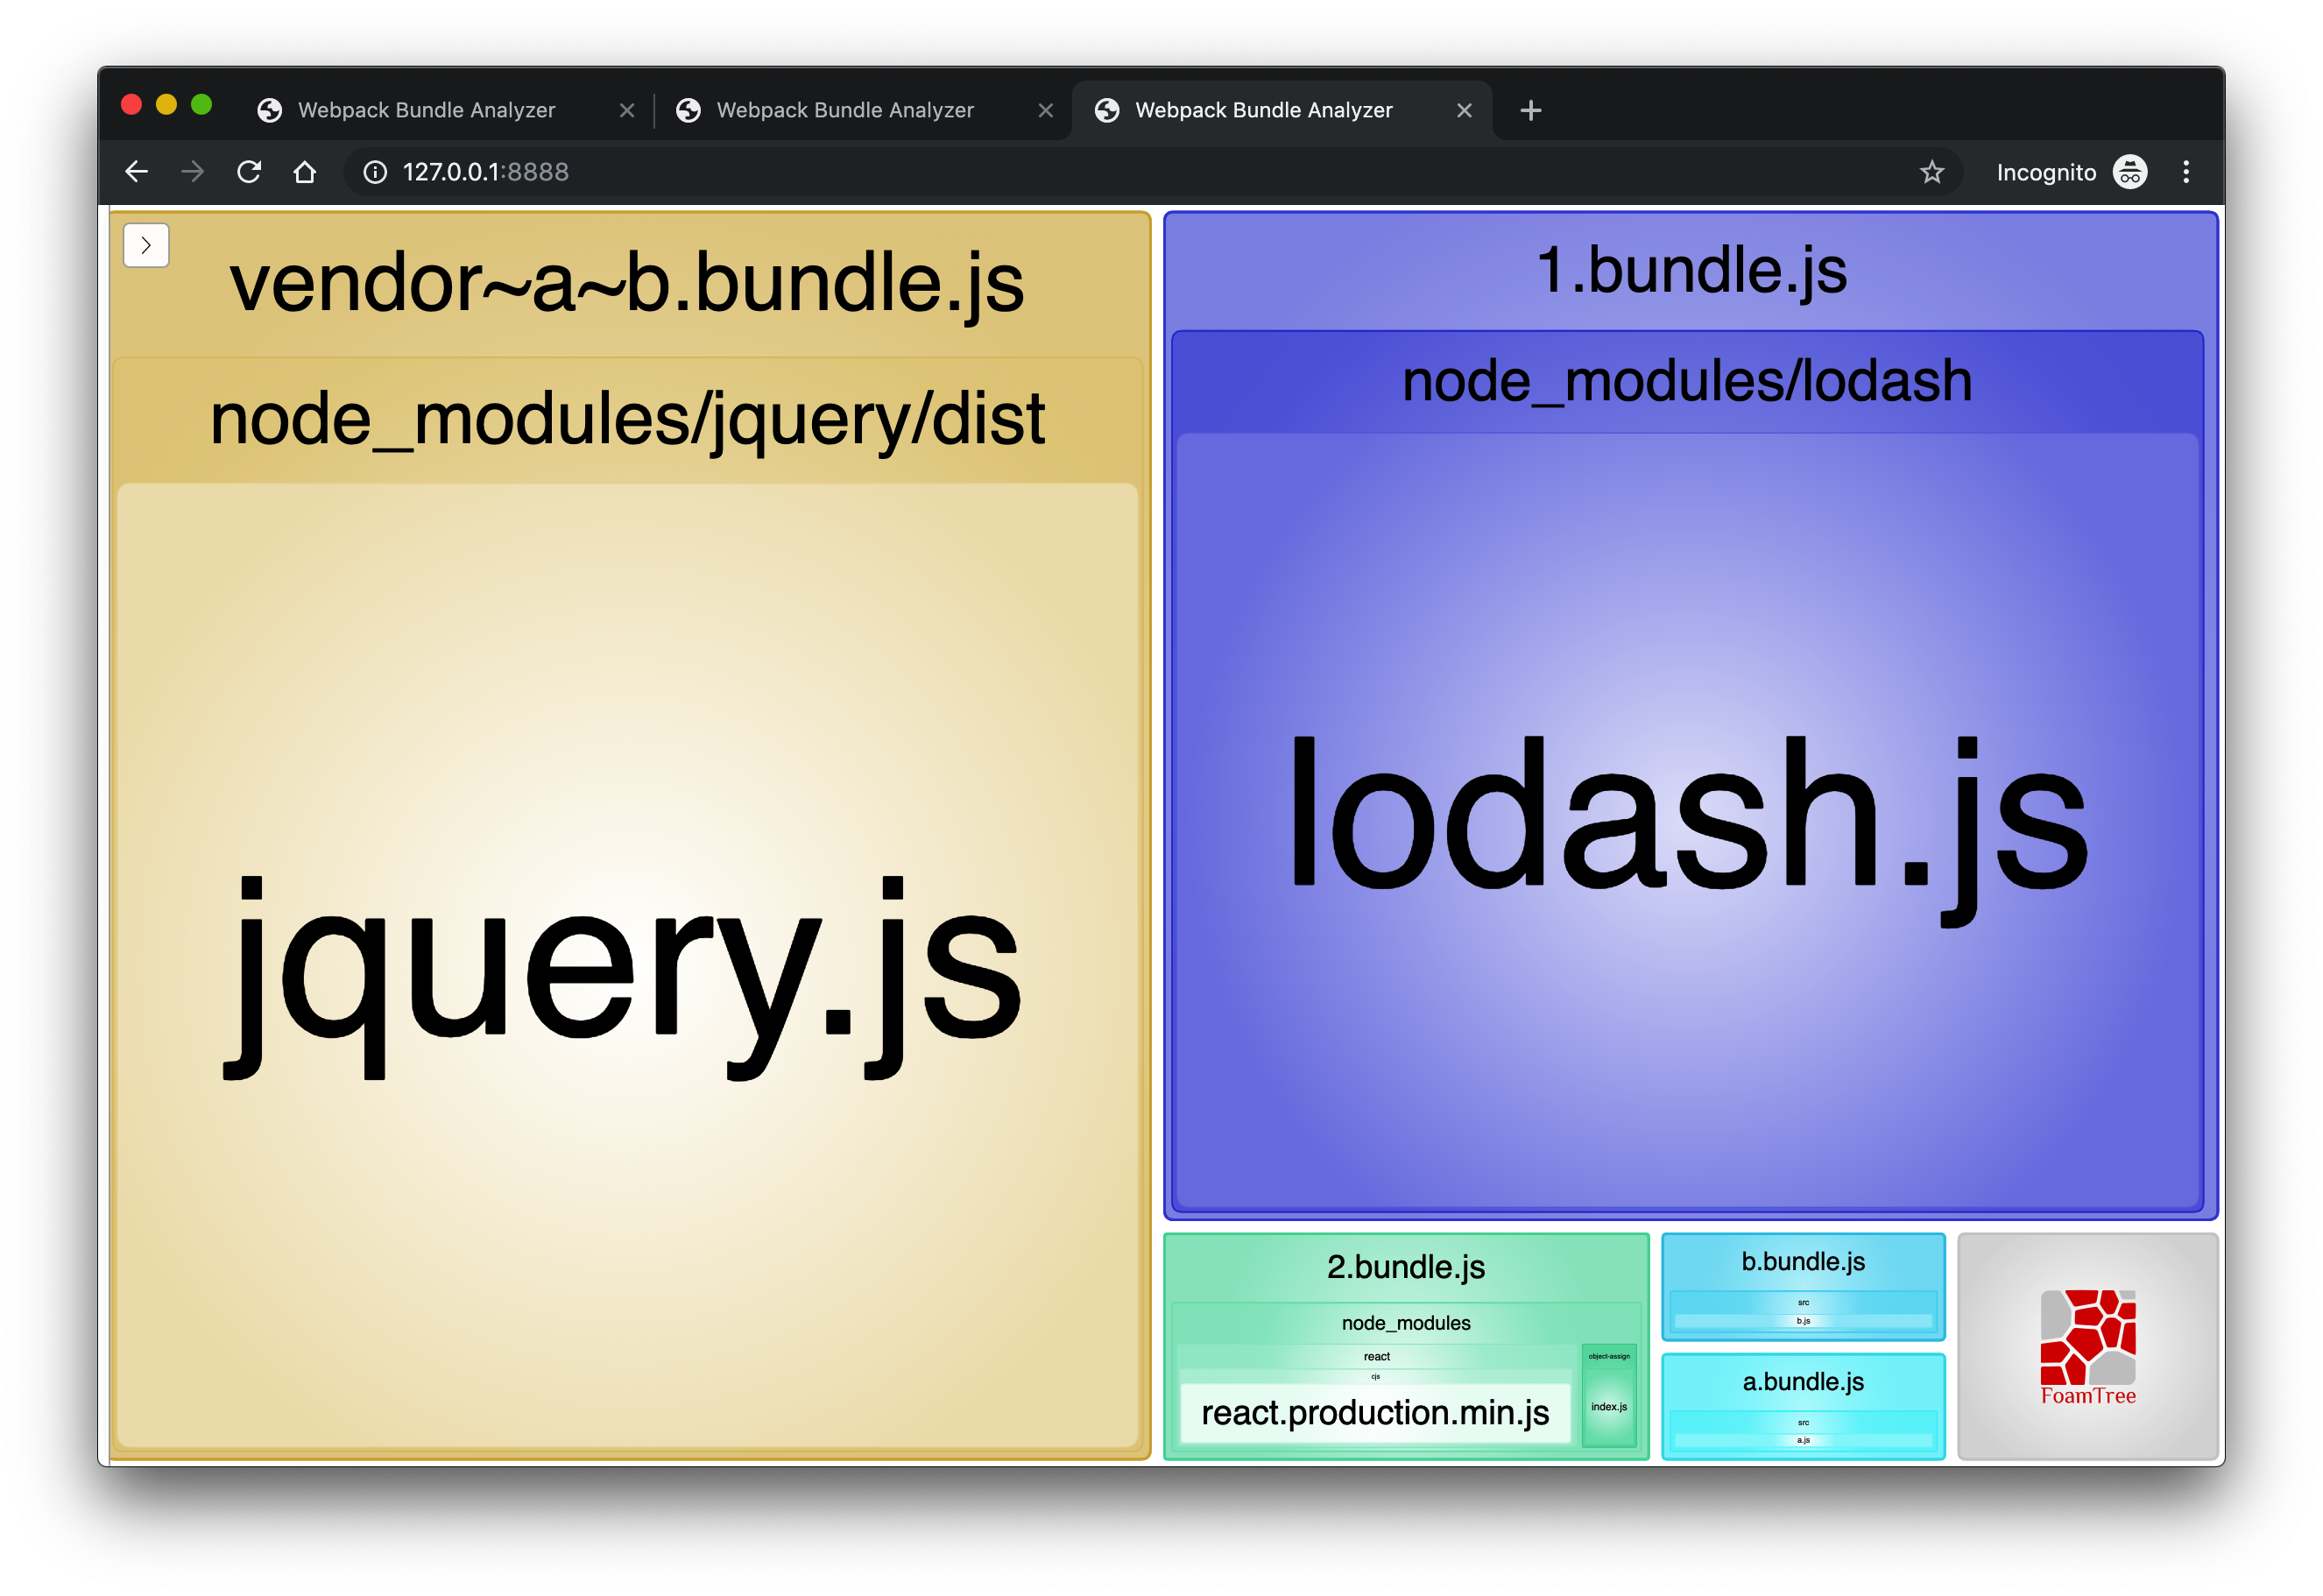 Webpack Bundle Analyzer
Webpack Bundle Analyzer
Webpack Bundle Analyzer
127.0.0.1:8888
Incognito
vendor~a~b.bundle.js
node_modules/jquery/dist
jquery.js
1.bundle.js
node_modules/lodash
lodash.js
2.bundle.js
node_modules
react
cjs
react.production.min.js
object-assign
index.js
b.bundle.js
src
b.js
a.bundle.js
src
a.js
FoamTree